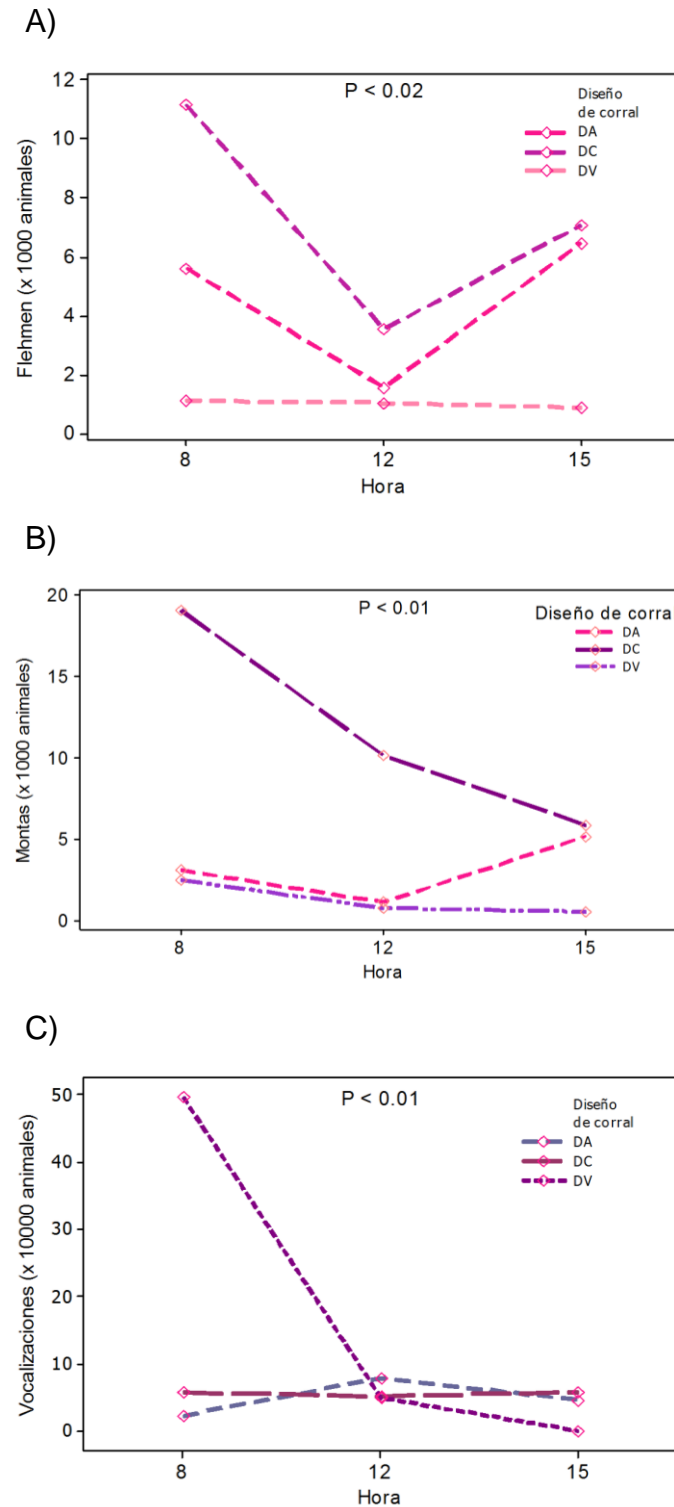 A)
P < 0.02
Diseño
de corral
DA
DC
DV
Flehmen (x 1000 animales)
12
10
8
6
4
2
0
8 12 15
Hora
B)
P < 0.01
Diseño de corra
DA
DC
DV
Montas (x 1000 animales)
20
15
10
5
0
8 12 15
Hora
C)
P < 0.01
Diseño
de corral
DA
DC
DV
Vocalizaciones (x 10000 animales)
50
40
30
20
10
0
8 12 15
Hora